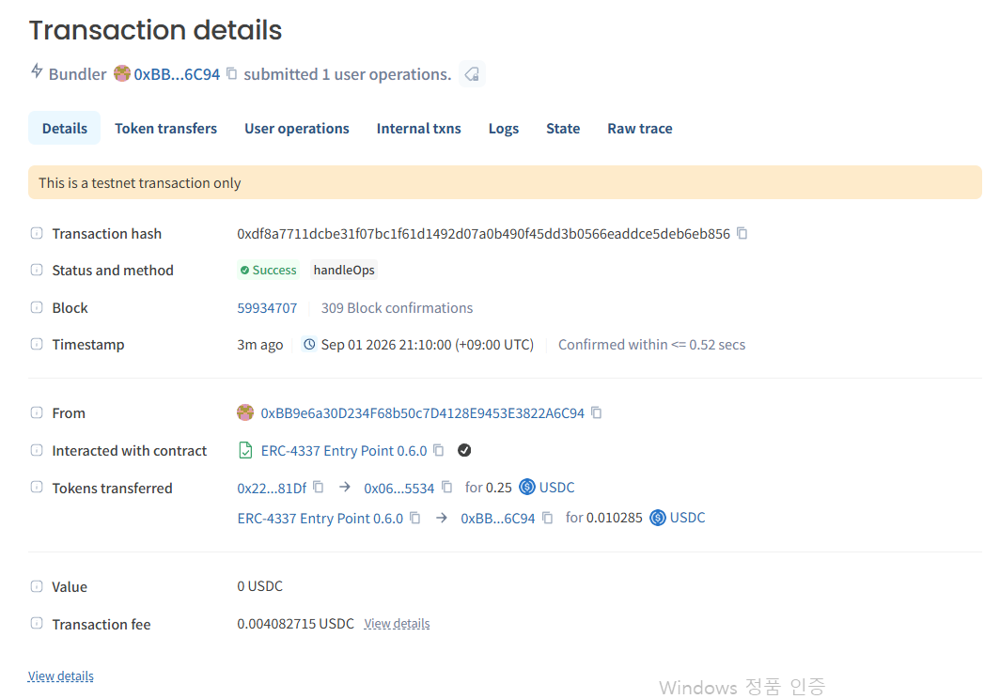 Transaction details
Bundler 0xBB...6C94 submitted 1 user operations.
Details Token transfers User operations Internal txns Logs State Raw trace
This is a testnet transaction only
Transaction hash 0xdf8a7711dcbe31f07bc1f61d1492d07a0b490f45dd3b0566eaddce5deb6eb856
Status and method Success handleOps
Block 59934707 309 Block confirmations
Timestamp 3m ago Sep 01 2026 21:10:00 (+09:00 UTC) Confirmed within <= 0.52 secs
From 0xBB9e6a30D234F68b50c7D4128E9453E3822A6C94
Interacted with contract ERC-4337 Entry Point 0.6.0
Tokens transferred 0x22...81Df → 0x06...5534 for 0.25 USDC
ERC-4337 Entry Point 0.6.0 → 0xBB...6C94 for 0.010285 USDC
Value 0 USDC
Transaction fee 0.004082715 USDC View details
View details
Windows 정품 인증